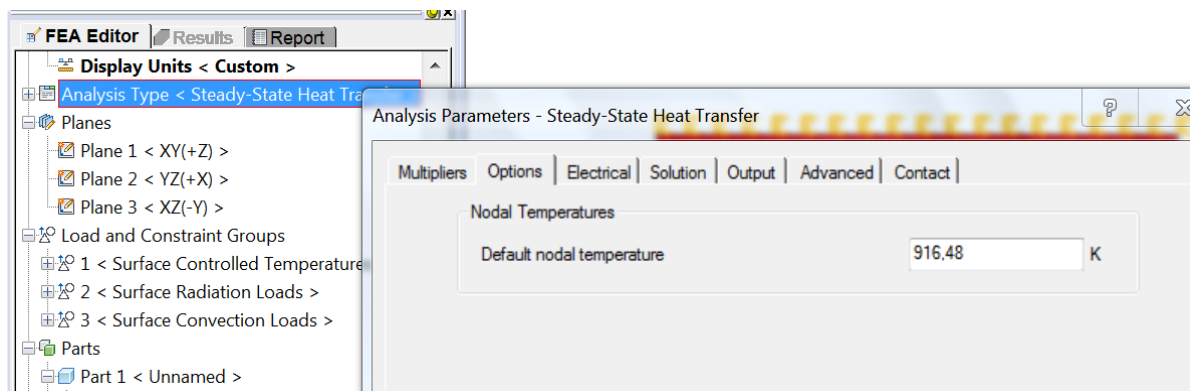 FEA Editor Results Report
Display Units < Custom >
Analysis Type < Steady-State Heat
Planes
Plane 1 < XY(+Z) >
Plane 2 < YZ(+X) >
Plane 3 < XZ(-Y) >
Load and Constraint Groups
1 < Surface Controlled Temperature
2 < Surface Radiation Loads >
3 < Surface Convection Loads >
Parts
Part 1 < Unnamed >
Analysis Parameters - Steady-State Heat Transfer
Multipliers Options Electrical Solution Output Advanced Contact
Nodal Temperatures
Default nodal temperature 916,48 K